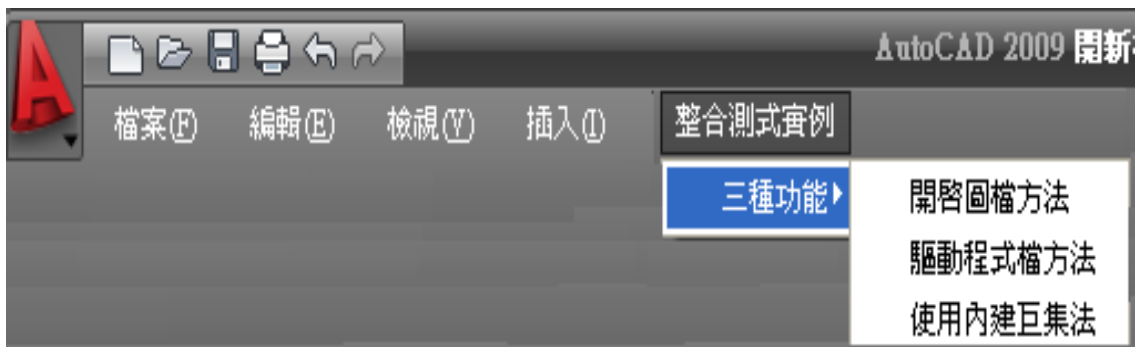 AutoCAD 2009 開新
檔案(F) 編輯(E) 檢視(V) 插入(I) 整合測式實例
三種功能
開啓圖檔方法
驅動程式檔方法
使用內建巨集法